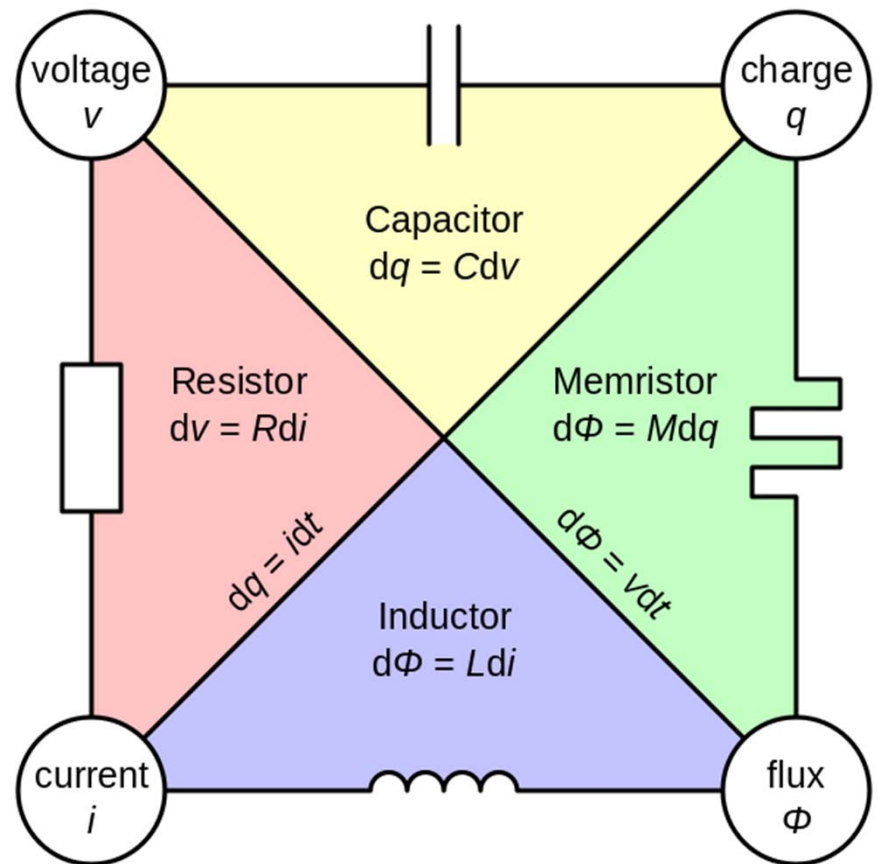 voltage
v
charge
q
Capacitor
dq = Cdv
Resistor
dv = Rdi
Memristor
dΦ = Mdq
dq = idt
dΦ = vdt
Inductor
dΦ = Ldi
current
i
flux
Φ